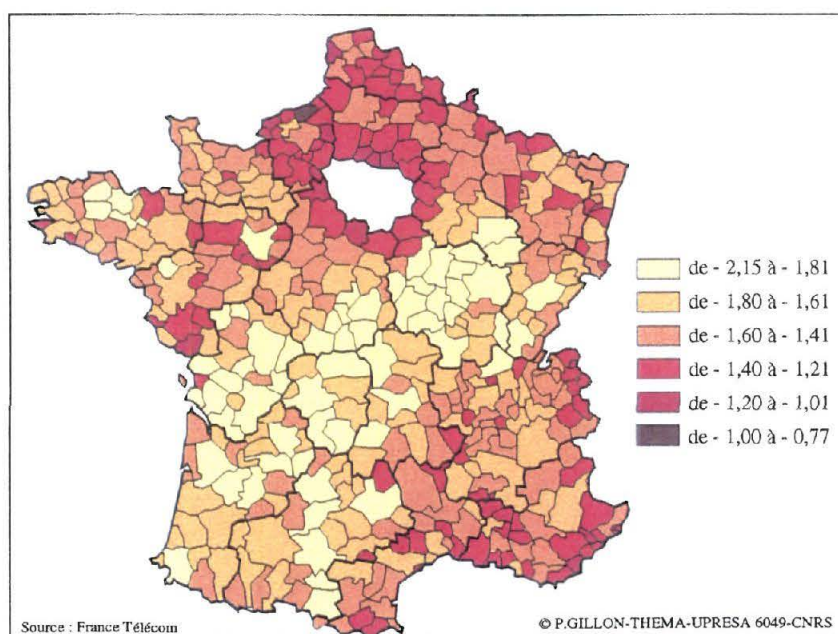 de - 2,15 à - 1,81
de - 1,80 à - 1,61
de - 1,60 à - 1,41
de - 1,40 à - 1,21
de - 1,20 à - 1,01
de - 1,00 à - 0,77
Source : France Télécom
© P.GILLON-THEMA-UPRESA 6049-CNRS